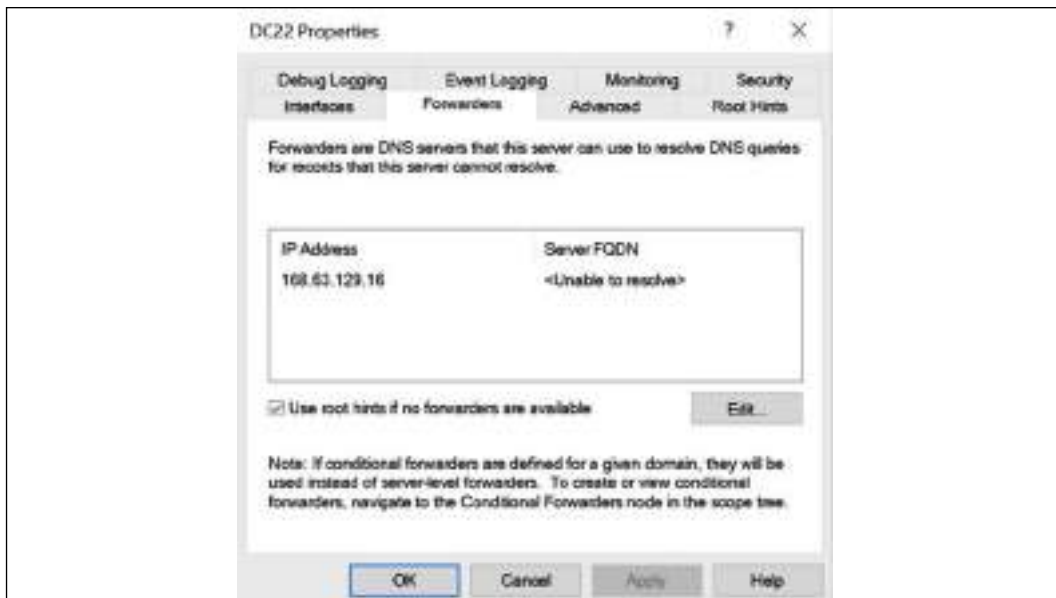 DC22 Properties ? ×
Debug Logging Event Logging Monitoring Security
Interfaces Forwarders Advanced Root Hints
Forwarders are DNS servers that this server can use to resolve DNS queries
for records that this server cannot resolve.
IP Address Server FQDN
168.63.129.16 <Unable to resolve>
Use root hints if no forwarders are available Edit...
Note: If conditional forwarders are defined for a given domain, they will be
used instead of server-level forwarders. To create or view conditional
forwarders, navigate to the Conditional Forwarders node in the scope tree.
OK Cancel Apply Help